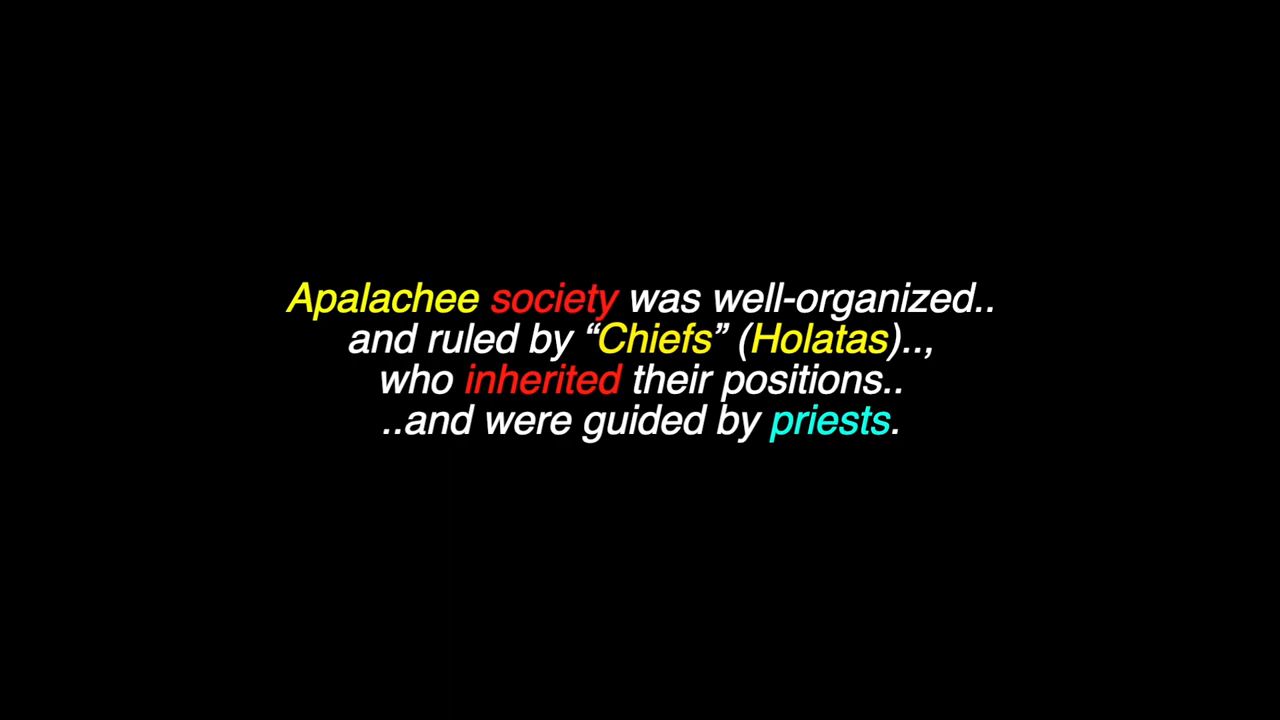 Apalachee society was well-organized..
and ruled by “Chiefs” (Holatas)..,
who inherited their positions..
..and were guided by priests.